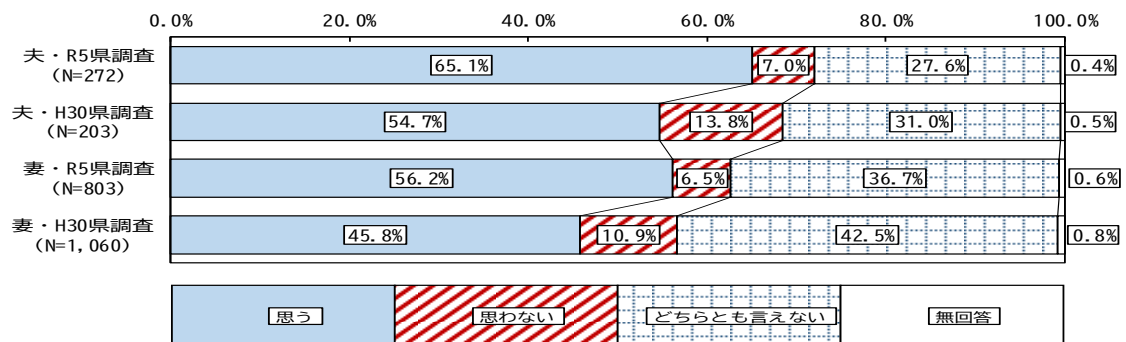 0.0% 20.0% 40.0% 60.0% 80.0% 100.0%
夫・R5県調査
(N=272)
65.1% 7.0% 27.6% 0.4%
夫・H30県調査
(N=203)
54.7% 13.8% 31.0% 0.5%
妻・R5県調査
(N=803)
56.2% 6.5% 36.7% 0.6%
妻・H30県調査
(N=1,060)
45.8% 10.9% 42.5% 0.8%
思う 思わない どちらとも言えない 無回答